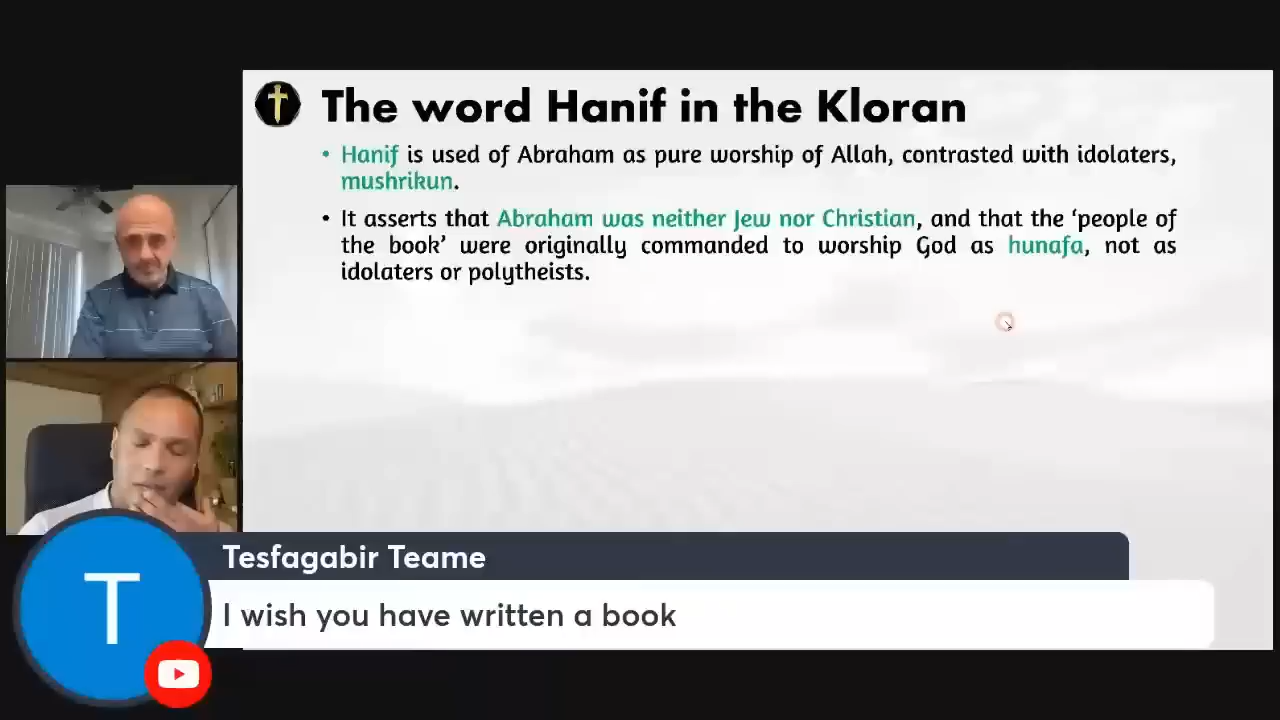 The word Hanif in the Kloran
• Hanif is used of Abraham as pure worship of Allah, contrasted with idolaters,
mushrikun.
• It asserts that Abraham was neither Jew nor Christian, and that the ‘people of
the book’ were originally commanded to worship God as hunafa, not as
idolaters or polytheists.
Tesfagabir Teame
T
I wish you have written a book